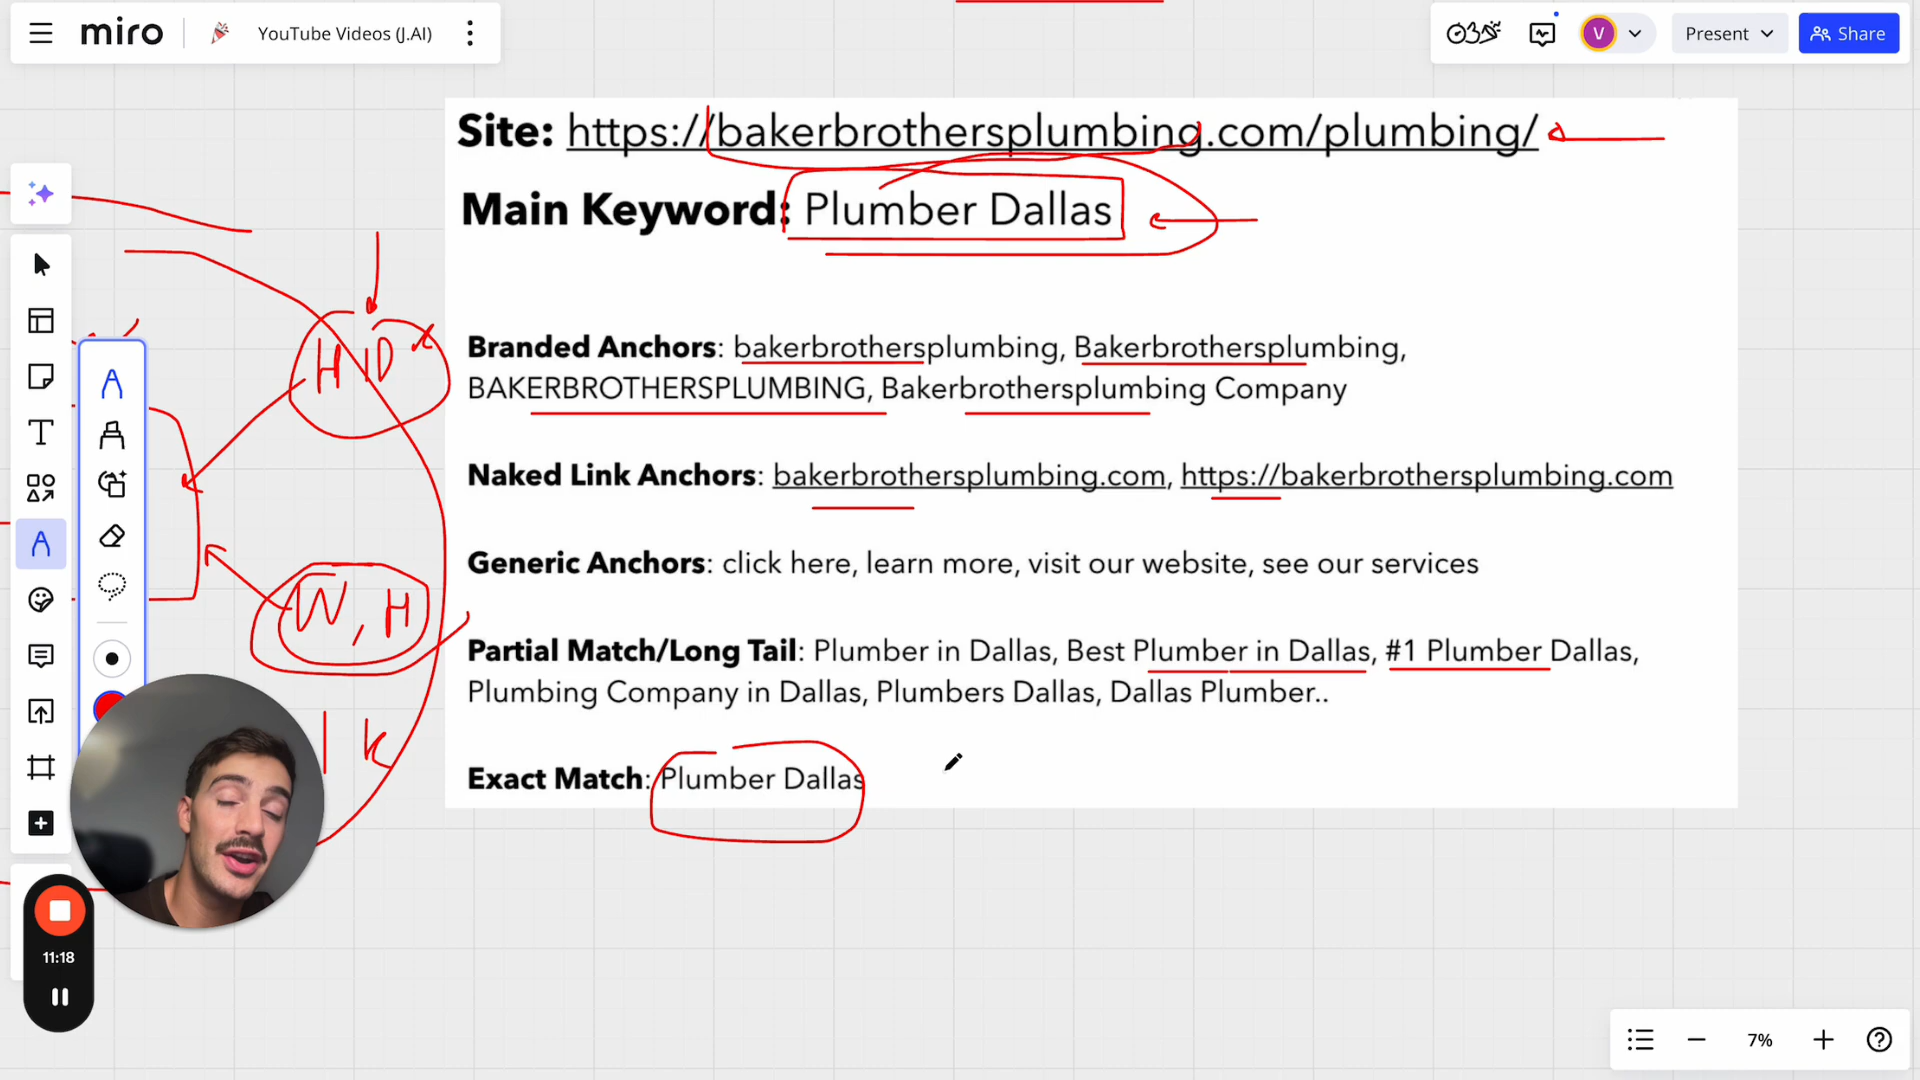 miro
YouTube Videos (J.AI)
V
Present
Share
Site: https://bakerbrothersplumbing.com/plumbing/
Main Keyword: Plumber Dallas
H ID
Branded Anchors: bakerbrothersplumbing, Bakerbrothersplumbing,
BAKERBROTHERSPLUMBING, Bakerbrothersplumbing Company
Naked Link Anchors: bakerbrothersplumbing.com, https://bakerbrothersplumbing.com
Generic Anchors: click here, learn more, visit our website, see our services
W, H
Partial Match/Long Tail: Plumber in Dallas, Best Plumber in Dallas, #1 Plumber Dallas,
Plumbing Company in Dallas, Plumbers Dallas, Dallas Plumber..
Exact Match: Plumber Dallas
11:18
7%